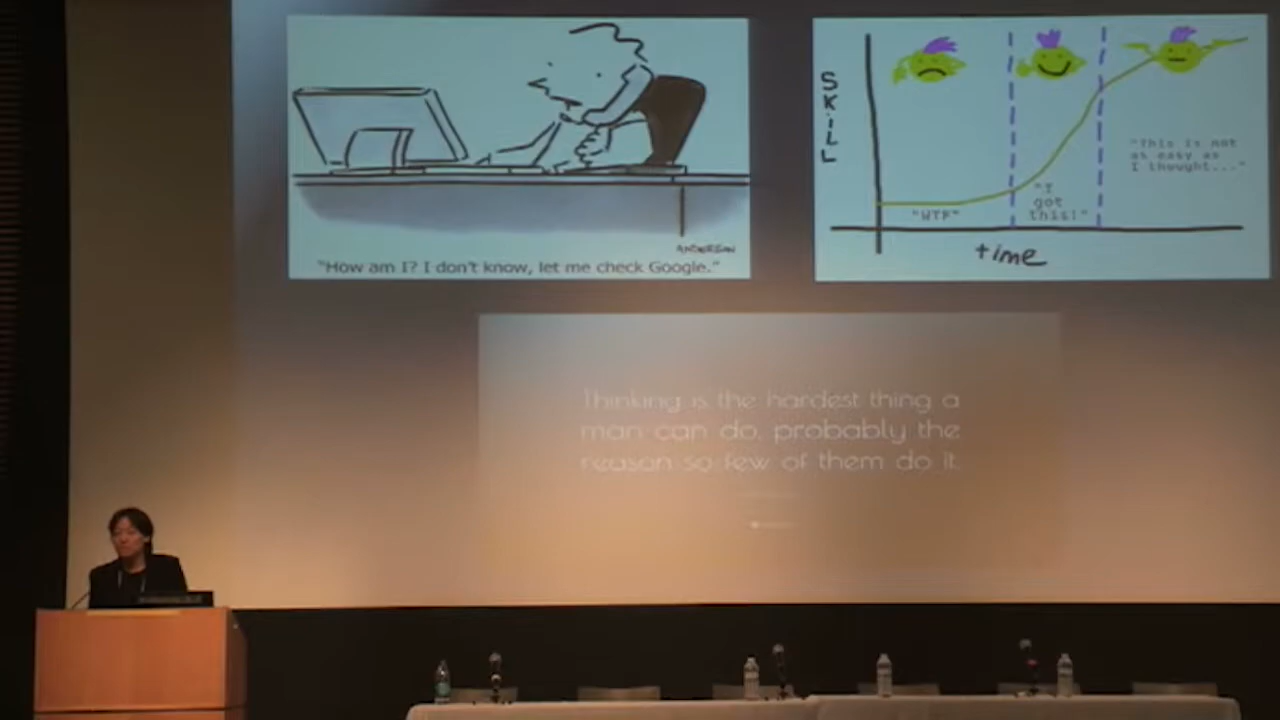 ANDERSON
"How am I? I don't know, let me check Google."
SKILL
"WTF"
"I
got
this!"
"This is not
as easy as
I thought..."
time
Thinking is the hardest thing a
man can do, probably the
reason so few of them do it.